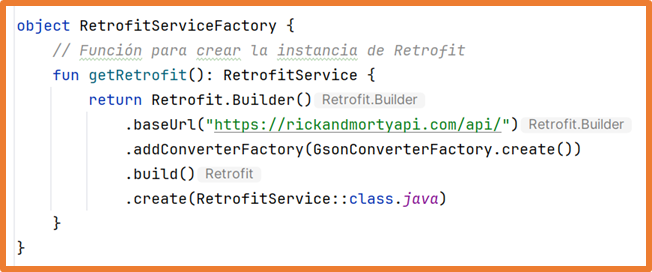 object RetrofitServiceFactory {
// Función para crear la instancia de Retrofit
fun getRetrofit(): RetrofitService {
return Retrofit.Builder() Retrofit.Builder
.baseUrl("https://rickandmortyapi.com/api/") Retrofit.Builder
.addConverterFactory(GsonConverterFactory.create())
.build() Retrofit
.create(RetrofitService::class.java)
}
}